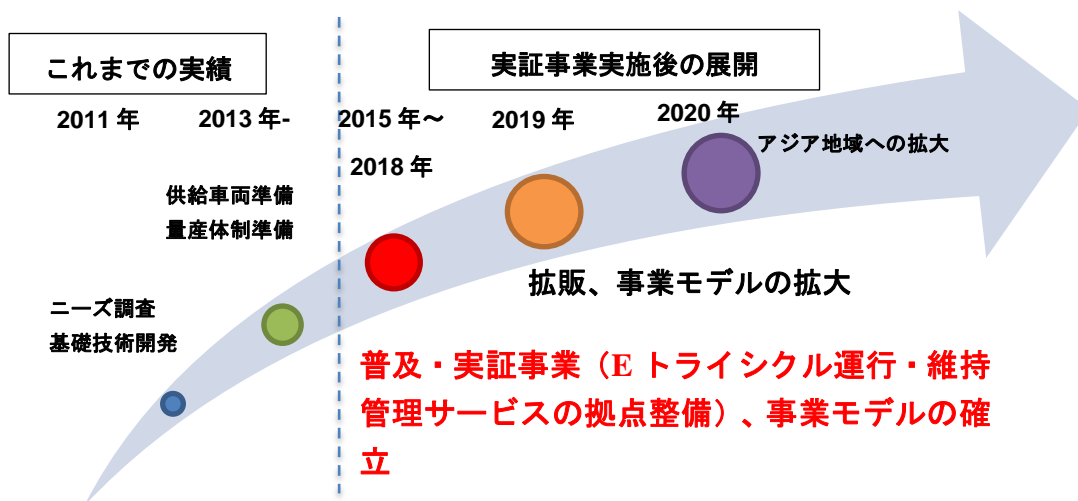 これまでの実績
実証事業実施後の展開
2011 年
2013 年-
2015 年～
2018 年
2019 年
2020 年
アジア地域への拡大
供給車両準備
量産体制準備
拡販、事業モデルの拡大
ニーズ調査
基礎技術開発
普及・実証事業（E トライシクル運行・維持
管理サービスの拠点整備）、事業モデルの確
立